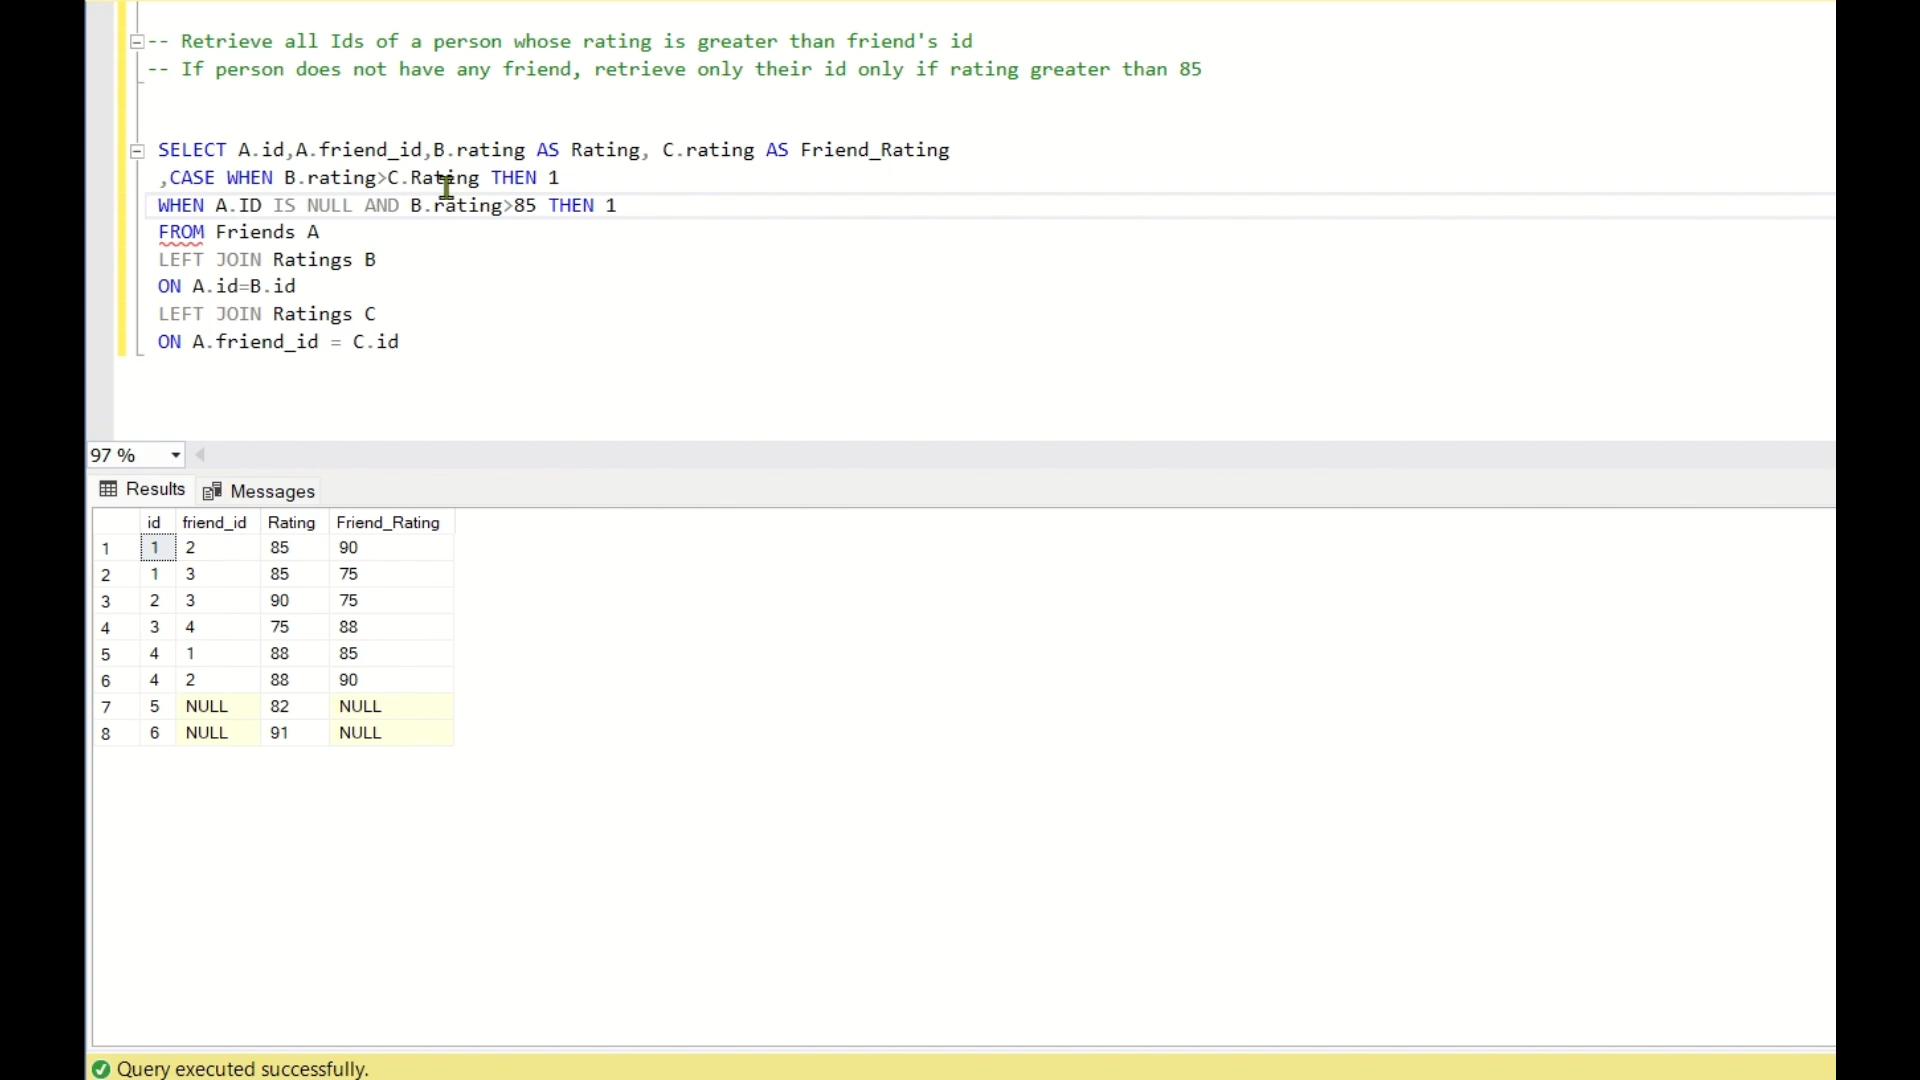 -- Retrieve all Ids of a person whose rating is greater than friend's id
-- If person does not have any friend, retrieve only their id only if rating greater than 85
SELECT A.id,A.friend_id,B.rating AS Rating, C.rating AS Friend_Rating
,CASE WHEN B.rating>C.Rating THEN 1
WHEN A.ID IS NULL AND B.rating>85 THEN 1
FROM Friends A
LEFT JOIN Ratings B
ON A.id=B.id
LEFT JOIN Ratings C
ON A.friend_id = C.id
97 %
Results Messages
id friend_id Rating Friend_Rating
1 1 2 85 90
2 1 3 85 75
3 2 3 90 75
4 3 4 75 88
5 4 1 88 85
6 4 2 88 90
7 5 NULL 82 NULL
8 6 NULL 91 NULL
Query executed successfully.